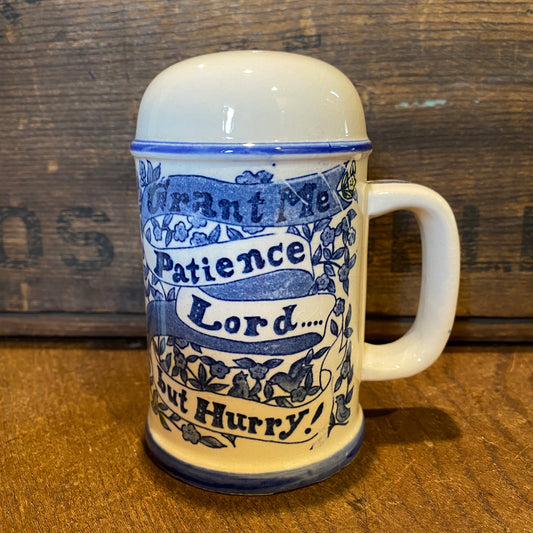 Grant Me
Patience
Lord....
but Hurry!